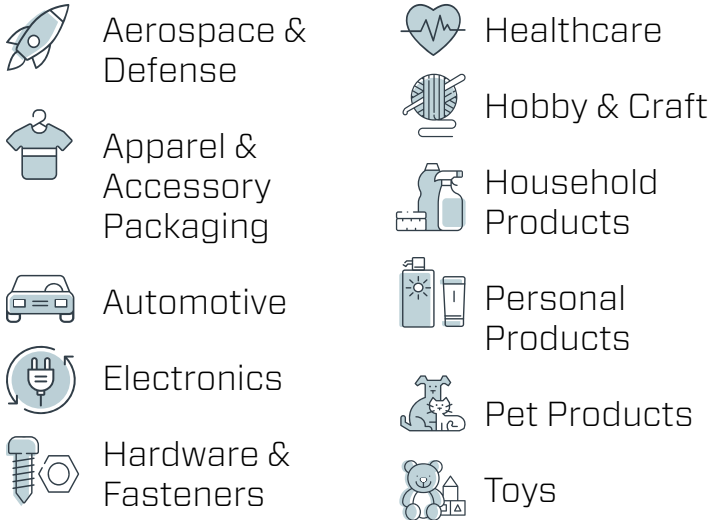 Aerospace &
Defense
Apparel &
Accessory
Packaging
Automotive
Electronics
Hardware &
Fasteners
Healthcare
Hobby & Craft
Household
Products
Personal
Products
Pet Products
Toys